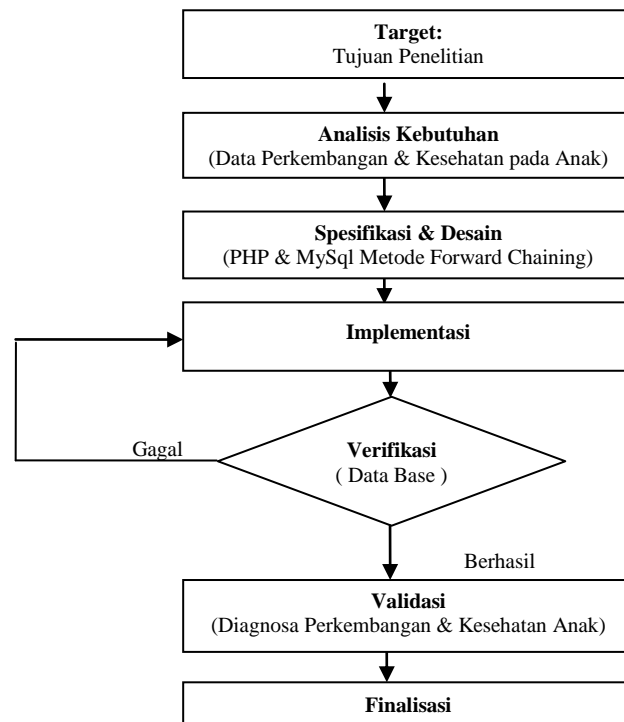 Target:
Tujuan Penelitian
Analisis Kebutuhan
(Data Perkembangan & Kesehatan pada Anak)
Spesifikasi & Desain
(PHP & MySql Metode Forward Chaining)
Implementasi
Gagal
Verifikasi
( Data Base )
Berhasil
Validasi
(Diagnosa Perkembangan & Kesehatan Anak)
Finalisasi